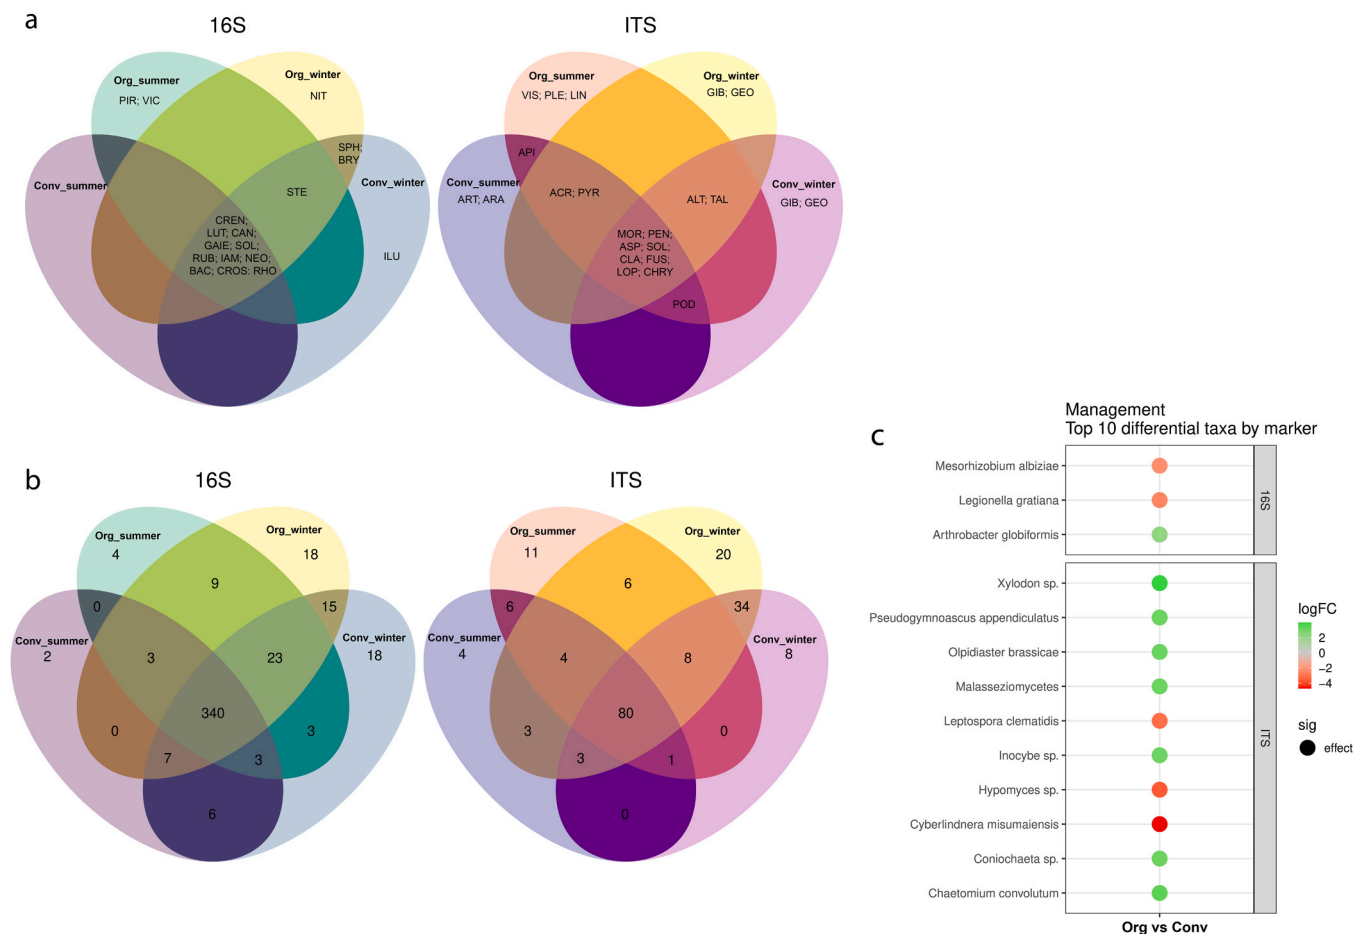 a
16S
ITS
Org_summer
PIR; VIC
Org_winter
NIT
SPH;
BRY
Conv_summer
Conv_winter
STE
CREN;
LUT; CAN;
GAIE; SOL;
RUB; IAM; NEO;
BAC; CROS: RHO
ILU
Org_summer
VIS; PLE; LIN
Org_winter
GIB; GEO
API
Conv_summer
ART; ARA
ACR; PYR
ALT; TAL
Conv_winter
GIB; GEO
MOR; PEN;
ASP; SOL;
CLA; FUS;
LOP; CHRY
POD
b
16S
ITS
Org_summer
4
Org_winter
18
9
0
15
Conv_summer
2
Conv_winter
18
3
23
340
0
3
7
3
6
Org_summer
11
Org_winter
20
6
6
34
Conv_summer
4
Conv_winter
8
4
8
80
3
0
3
1
0
c
Management
Top 10 differential taxa by marker
Mesorhizobium albiziae
Legionella gratiana
Arthrobacter globiformis
16S
Xylodon sp.
Pseudogymnoascus appendiculatus
Olpidiaster brassicae
Malasseziomycetes
Leptospora clematidis
Inocybe sp.
Hypomyces sp.
Cyberlindnera misumaiensis
Coniochaeta sp.
Chaetomium convolutum
ITS
Org vs Conv
logFC
2
0
−2
−4
sig
effect